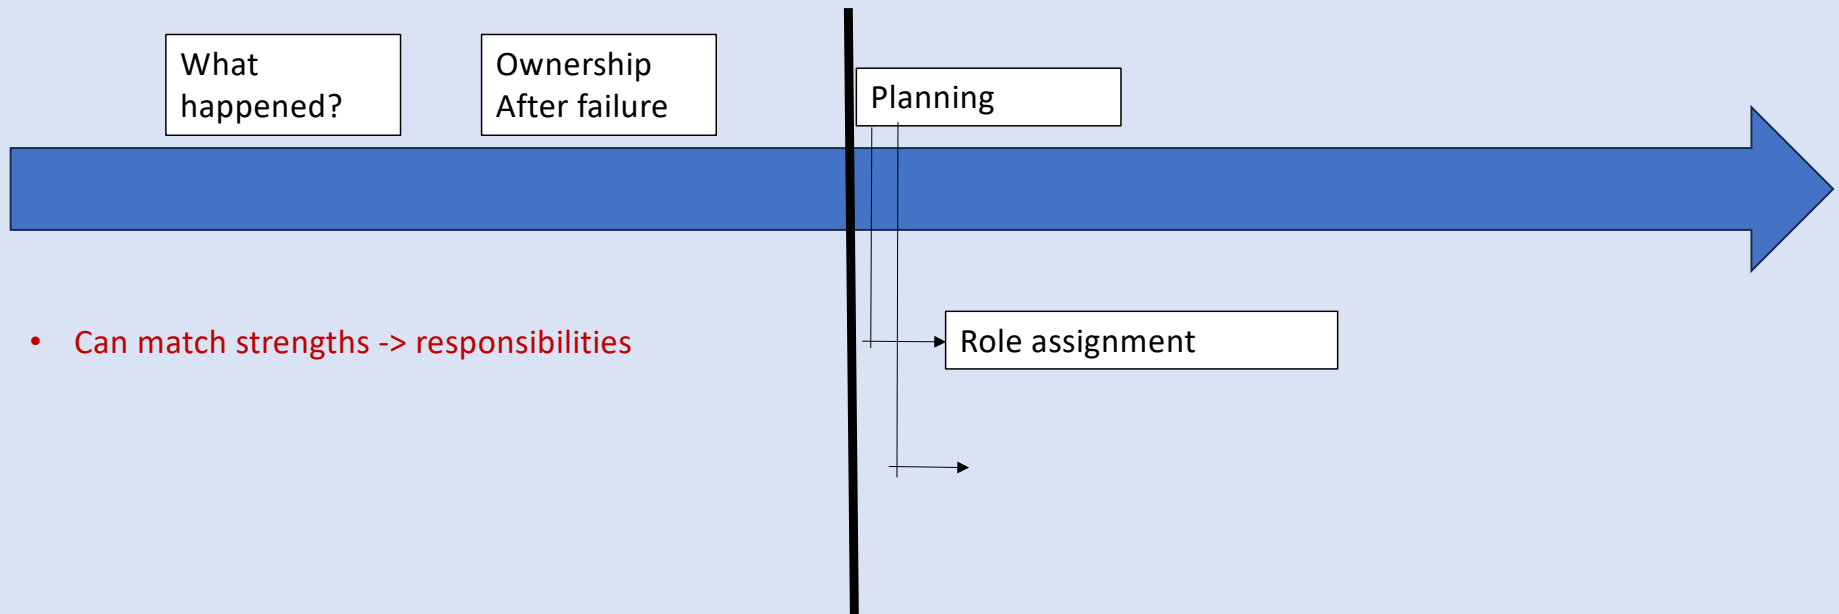 What
happened?
Ownership
After failure
Planning
• Can match strengths -> responsibilities
Role assignment